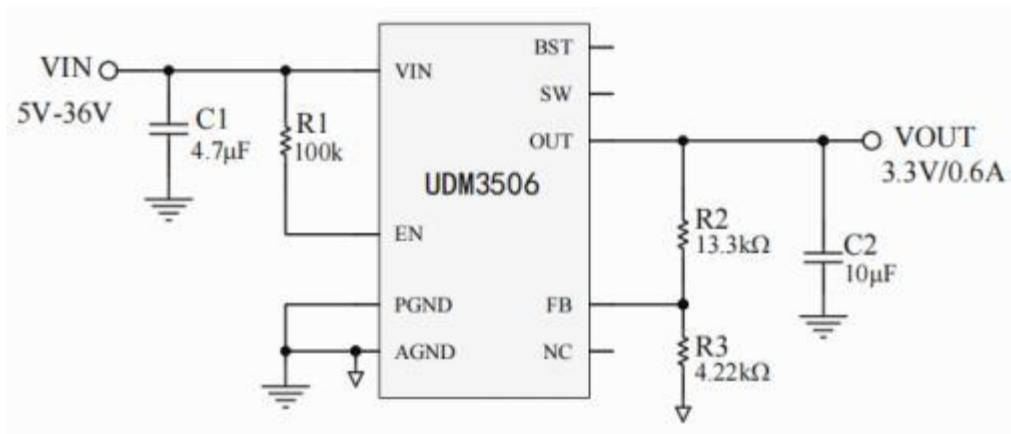 VIN
5V-36V
C1
4.7μF
R1
100k
VIN
EN
PGND
AGND
UDM3506
BST
SW
OUT
FB
NC
R2
13.3kΩ
R3
4.22kΩ
C2
10μF
VOUT
3.3V/0.6A